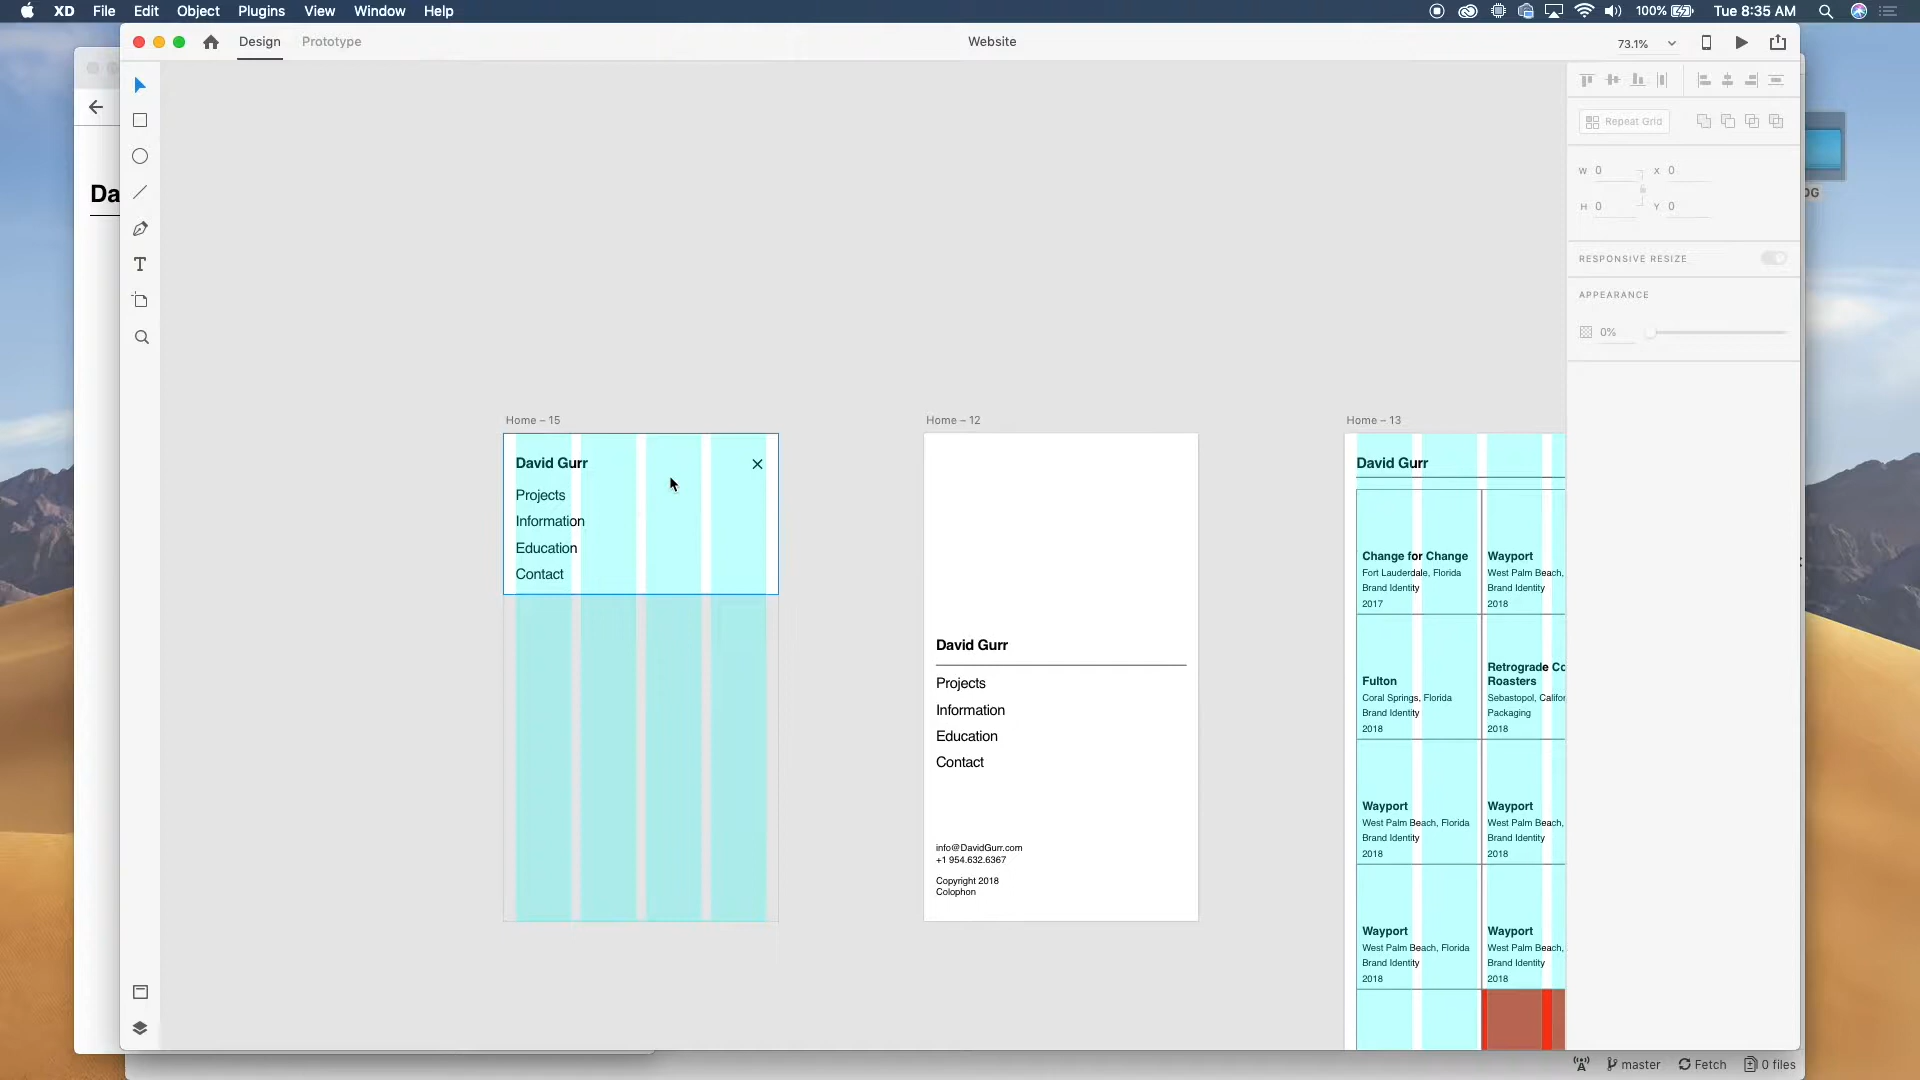 XD File Edit Object Plugins View Window Help
100% Tue 8:35 AM
Design Prototype
Website
73.1%
Repeat Grid
W 0 X 0
H 0 Y 0
RESPONSIVE RESIZE
APPEARANCE
0%
Da
Home – 15
David Gurr
Projects
Information
Education
Contact
Home – 12
David Gurr
Projects
Information
Education
Contact
info@DavidGurr.com
+1 954.632.6367
Copyright 2018
Colophon
Home – 13
David Gurr
Change for Change
Fort Lauderdale, Florida
Brand Identity
2017
Wayport
West Palm Beach,
Brand Identity
2018
Fulton
Coral Springs, Florida
Brand Identity
2018
Retrograde Co
Roasters
Sebastopol, Califor
Packaging
2018
Wayport
West Palm Beach, Florida
Brand Identity
2018
Wayport
West Palm Beach,
Brand Identity
2018
Wayport
West Palm Beach, Florida
Brand Identity
2018
Wayport
West Palm Beach,
Brand Identity
2018
master Fetch 0 files